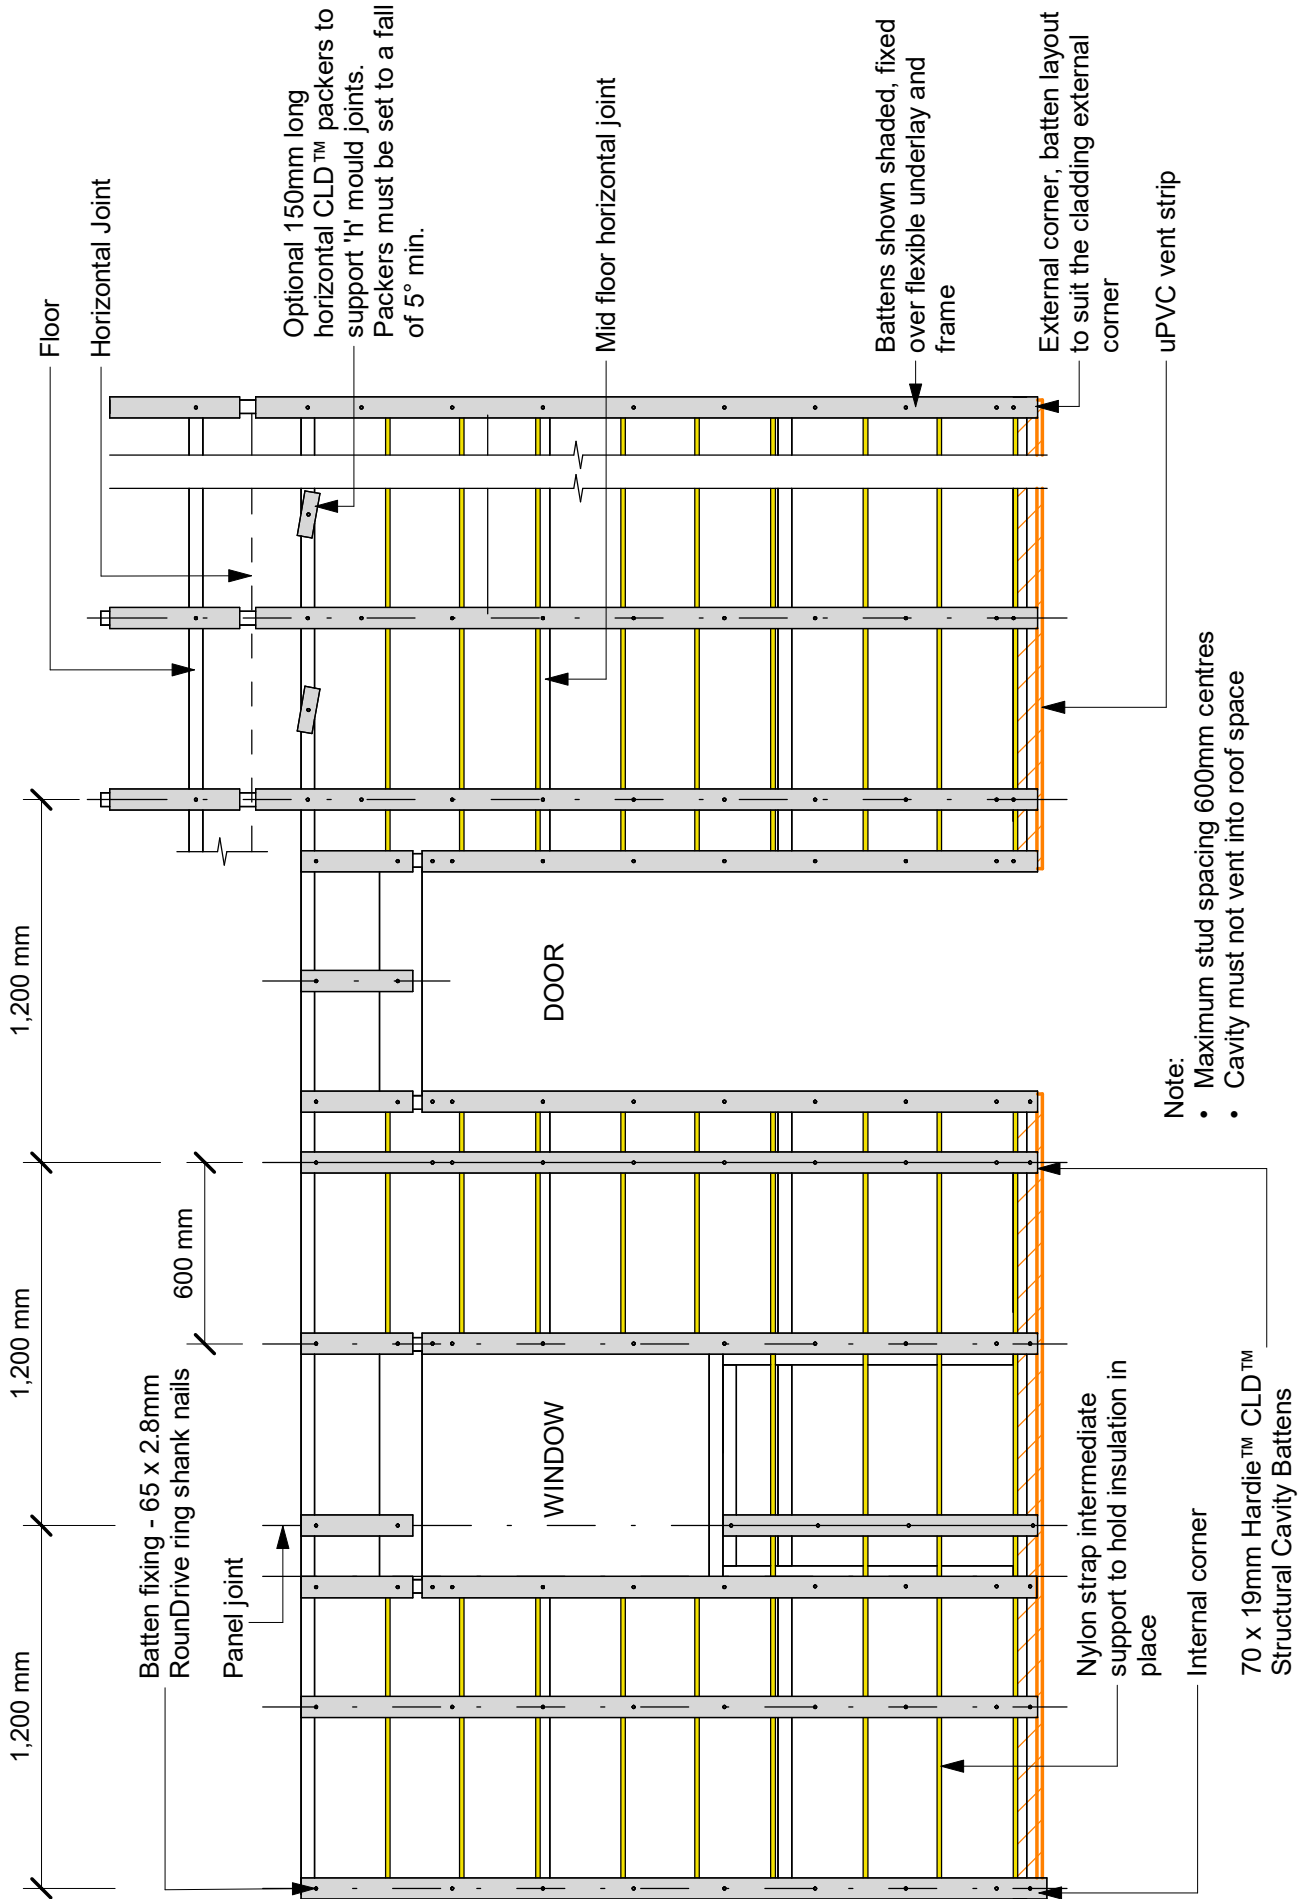 1,200 mm
1,200 mm
1,200 mm
600 mm
Batten fixing - 65 x 2.8mm
RounDrive ring shank nails
Panel joint
Floor
Horizontal Joint
Optional 150mm long
horizontal CLD™ packers to
support 'h' mould joints.
Packers must be set to a fall
of 5° min.
Mid floor horizontal joint
WINDOW
DOOR
Battens shown shaded, fixed
over flexible underlay and
frame
External corner, batten layout
to suit the cladding external
corner
uPVC vent strip
Nylon strap intermediate
support to hold insulation in
place
Internal corner
70 x 19mm Hardie™ CLD™
Structural Cavity Battens
Note:
• Maximum stud spacing 600mm centres
• Cavity must not vent into roof space